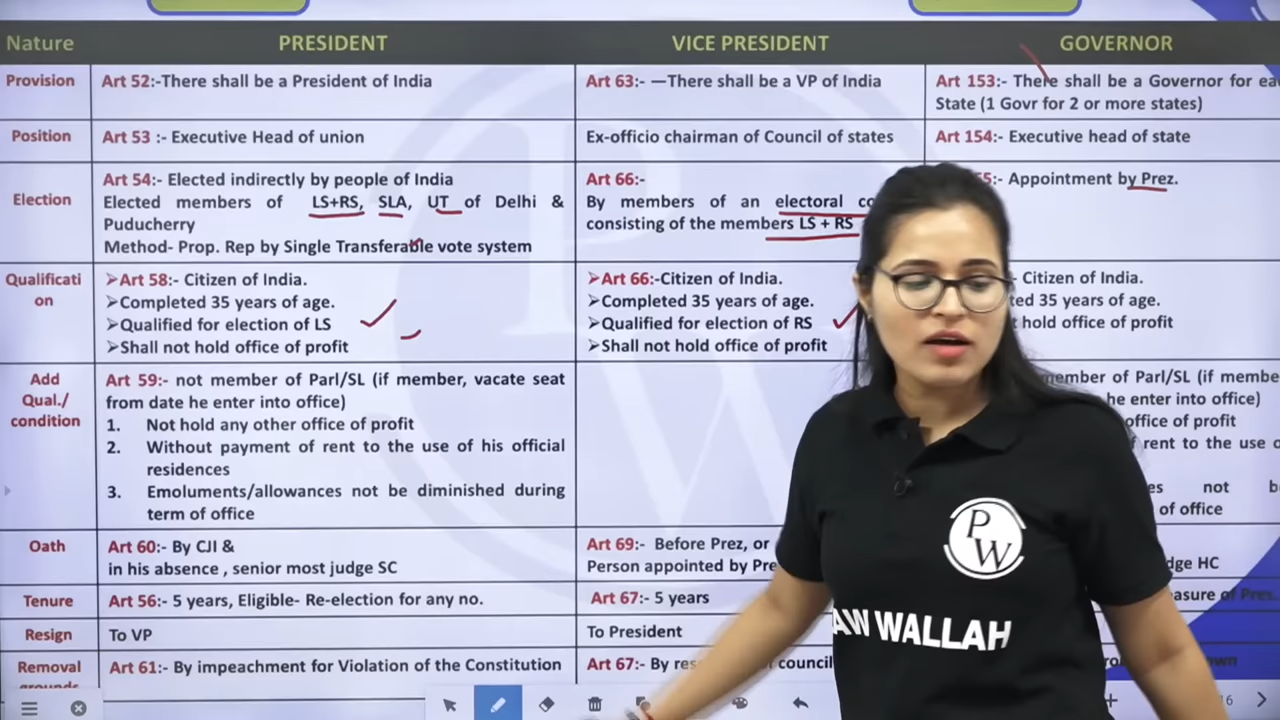 Nature
PRESIDENT
VICE PRESIDENT
GOVERNOR
Provision
Art 52:-There shall be a President of India
Art 63:- —There shall be a VP of India
Art 153:- There shall be a Governor for
State (1 Govr for 2 or more states)
Position
Art 53 :- Executive Head of union
Ex-officio chairman of Council of states
Art 154:- Executive head of state
Election
Art 54:- Elected indirectly by people of India
Elected members of LS+RS, SLA, UT of Delhi &
Puducherry
Method- Prop. Rep by Single Transferable vote system
Art 66:-
By members of an electoral
consisting of the members LS + RS
:- Appointment by Prez.
Qualificati
on
➢Art 58:- Citizen of India.
➢Completed 35 years of age.
➢Qualified for election of LS
➢Shall not hold office of profit
➢Art 66:-Citizen of India.
➢Completed 35 years of age.
➢Qualified for election of RS
➢Shall not hold office of profit
- Citizen of India.
35 years of age.
hold office of profit
Add
Qual./
condition
Art 59:- not member of Parl/SL (if member, vacate seat
from date he enter into office)
1. Not hold any other office of profit
2. Without payment of rent to the use of his official
residences
3. Emoluments/allowances not be diminished during
term of office
of Parl/SL (if
he enter into office)
office of profit
rent to the use
not
of office
Oath
Art 60:- By CJI &
in his absence , senior most judge SC
Art 69:- Before Prez, or
Person appointed by
HC
Tenure
Art 56:- 5 years, Eligible- Re-election for any no.
Art 67:- 5 years
of Pres.
Resign
To VP
To President
Removal
grounds
Art 61:- By impeachment for Violation of the Constitution
Art 67:- By
council
PW
WALLAH
16